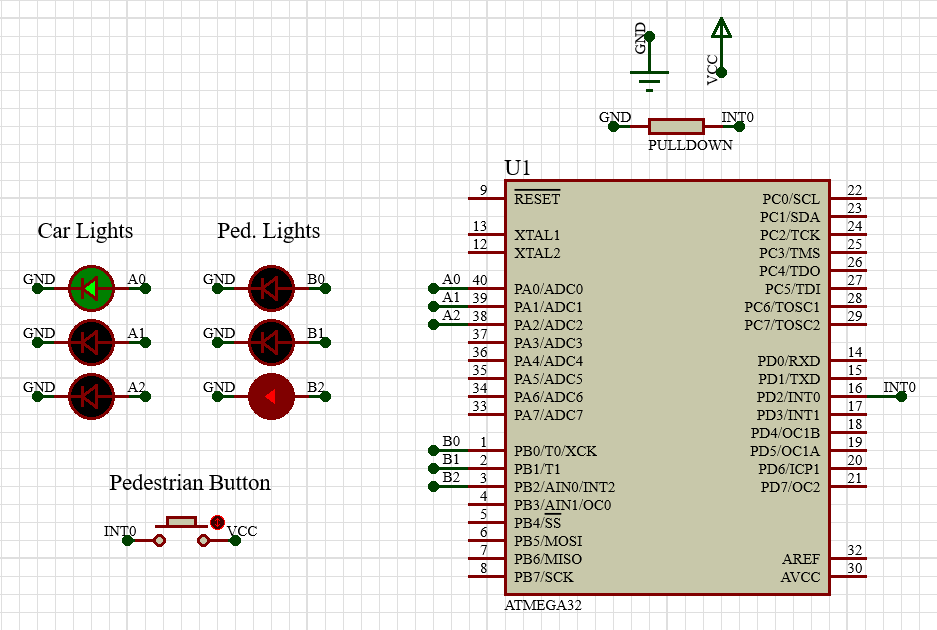 GND
VCC
GND INT0
PULLDOWN
U1
9 RESET PC0/SCL 22
PC1/SDA 23
13 XTAL1 PC2/TCK 24
12 XTAL2 PC3/TMS 25
PC4/TDO 26
A0 40 PA0/ADC0 PC5/TDI 27
A1 39 PA1/ADC1 PC6/TOSC1 28
A2 38 PA2/ADC2 PC7/TOSC2 29
37 PA3/ADC3
36 PA4/ADC4 PD0/RXD 14
35 PA5/ADC5 PD1/TXD 15
34 PA6/ADC6 PD2/INT0 16 INT0
33 PA7/ADC7 PD3/INT1 17
PD4/OC1B 18
B0 1 PB0/T0/XCK PD5/OC1A 19
B1 2 PB1/T1 PD6/ICP1 20
B2 3 PB2/AIN0/INT2 PD7/OC2 21
4 PB3/AIN1/OC0
5 PB4/SS
6 PB5/MOSI
7 PB6/MISO AREF 32
8 PB7/SCK AVCC 30
ATMEGA32
Car Lights Ped. Lights
GND A0 GND B0
GND A1 GND B1
GND A2 GND B2
Pedestrian Button
INT0 VCC